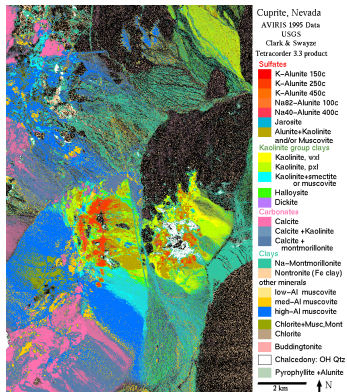 Cuprite, Nevada
AVIRIS 1995 Data
USGS
Clark & Swayze
Tetracorder 3.3 product
Sulfates
K-Alunite 150c
K-Alunite 250c
K-Alunite 450c
Na82-Alunite 100c
Na40-Alunite 400c
Jarosite
Alunite+Kaolinite
and/or Muscovite
Kaolinite group clays
Kaolinite, wxl
Kaolinite, pxl
Kaolinite+smectite
or muscovite
Halloysite
Dickite
Carbonates
Calcite
Calcite +Kaolinite
Calcite +
montmorillonite
Clays
Na-Montmorillonite
Nontronite (Fe clay)
other minerals
low-Al muscovite
med-Al muscovite
high-Al muscovite
Chlorite+Musc,Mont
Chlorite
Buddingtonite
Chalcedony: OH Qtz
Pyrophyllite +Alunite
2 km
N